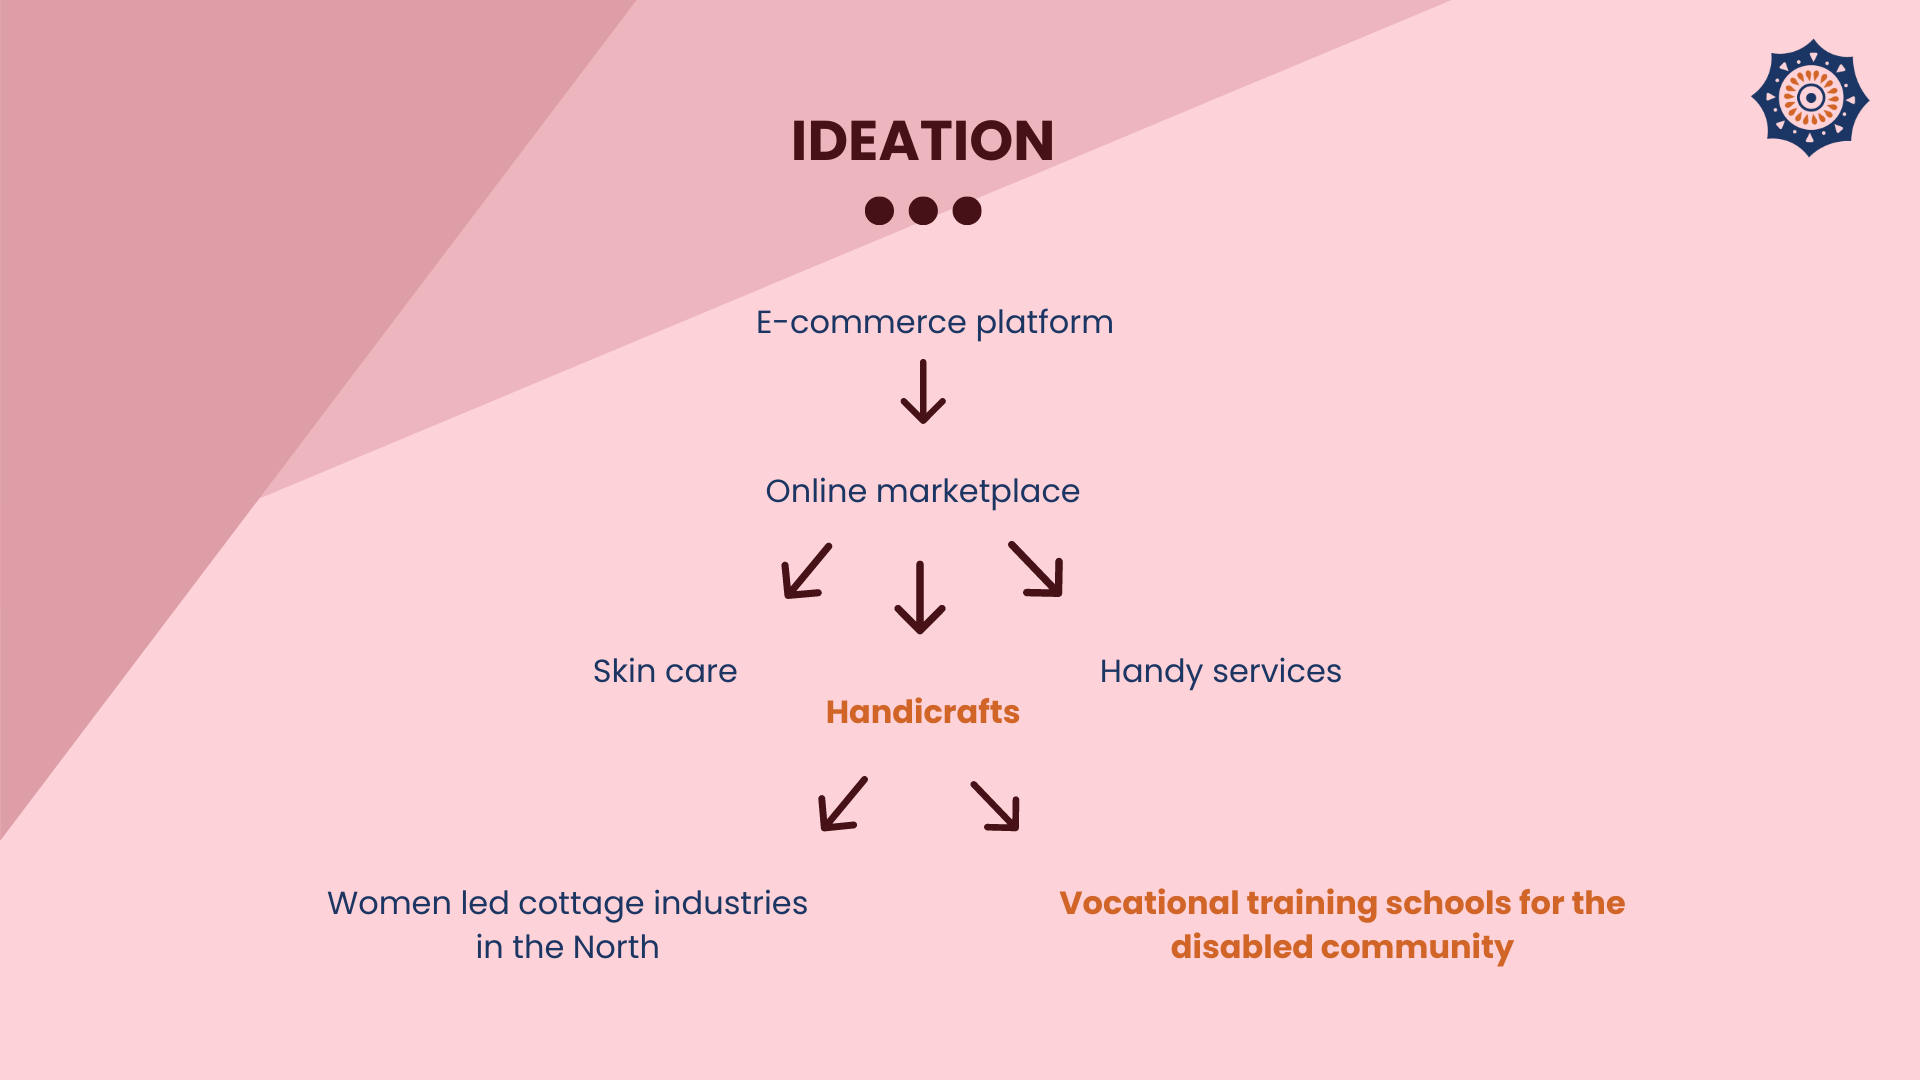 IDEATION
E-commerce platform
Online marketplace
Skin care
Handy services
Handicrafts
Women led cottage industries
in the North
Vocational training schools for the
disabled community